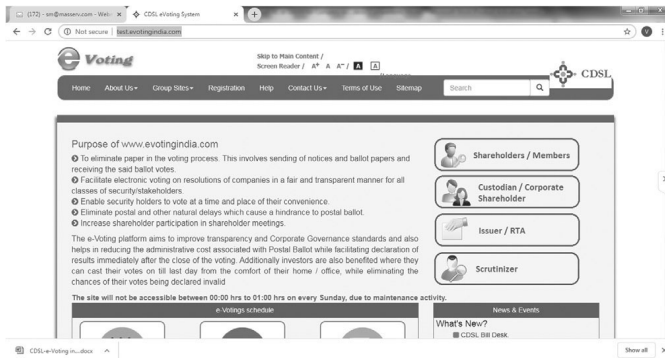 (172) - sm@masserv.com - Wel
CDSL eVoting System
Not secure | last.evotingindia.com
e Voting
Skip to Main Content /
Screen Reader / A+ A A- / A A
CDSL
Home About Us Group Sites Registration Help Contact Us Terms of Use Sitemap Search
Purpose of www.evotingindia.com
To eliminate paper in the voting process. This involves sending of notices and ballot papers and
receiving the said ballot votes.
Facilitate electronic voting on resolutions of companies in a fair and transparent manner for all
classes of security/stakeholders.
Enable security holders to vote at a time and place of their convenience.
Eliminate postal and other natural delays which cause a hindrance to postal ballot.
Increase shareholder participation in shareholder meetings.
The e-Voting platform aims to improve transparency and Corporate Governance standards and also
helps in reducing the administrative cost associated with Postal Ballot while facilitating declaration of
results immediately after the close of the voting. Additionally investors are also benefited where they
can cast their votes on till last day from the comfort of their home / office, while eliminating the
chances of their votes being declared invalid
Shareholders / Members
Custodian / Corporate
Shareholder
Issuer / RTA
Scrutinizer
The site will not be accessible between 00:00 hrs to 01:00 hrs on every Sunday, due to maintenance activity.
e-Votings schedule
News & Events
What's New?
CDSL Bill Desk.
CDSL-e-Voting in....docx
Show all